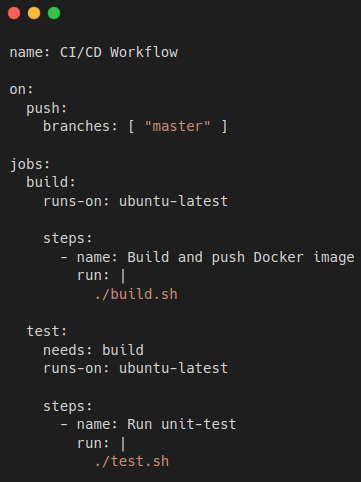 name: CI/CD Workflow

on:
  push:
    branches: [ "master" ]

jobs:
  build:
    runs-on: ubuntu-latest

    steps:
      - name: Build and push Docker image
        run: |
          ./build.sh

  test:
    needs: build
    runs-on: ubuntu-latest

    steps:
      - name: Run unit-test
        run: |
          ./test.sh